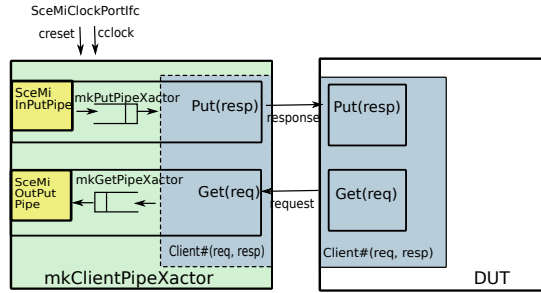 SceMiClockPortIfc
creset
cclock
SceMi
InPutPipe
mkPutPipeXactor
Put(resp)
response
Put(resp)
SceMi
OutPut
Pipe
mkGetPipeXactor
Get(req)
request
Get(req)
Client#(req, resp)
Client#(req, resp)
mkClientPipeXactor
DUT